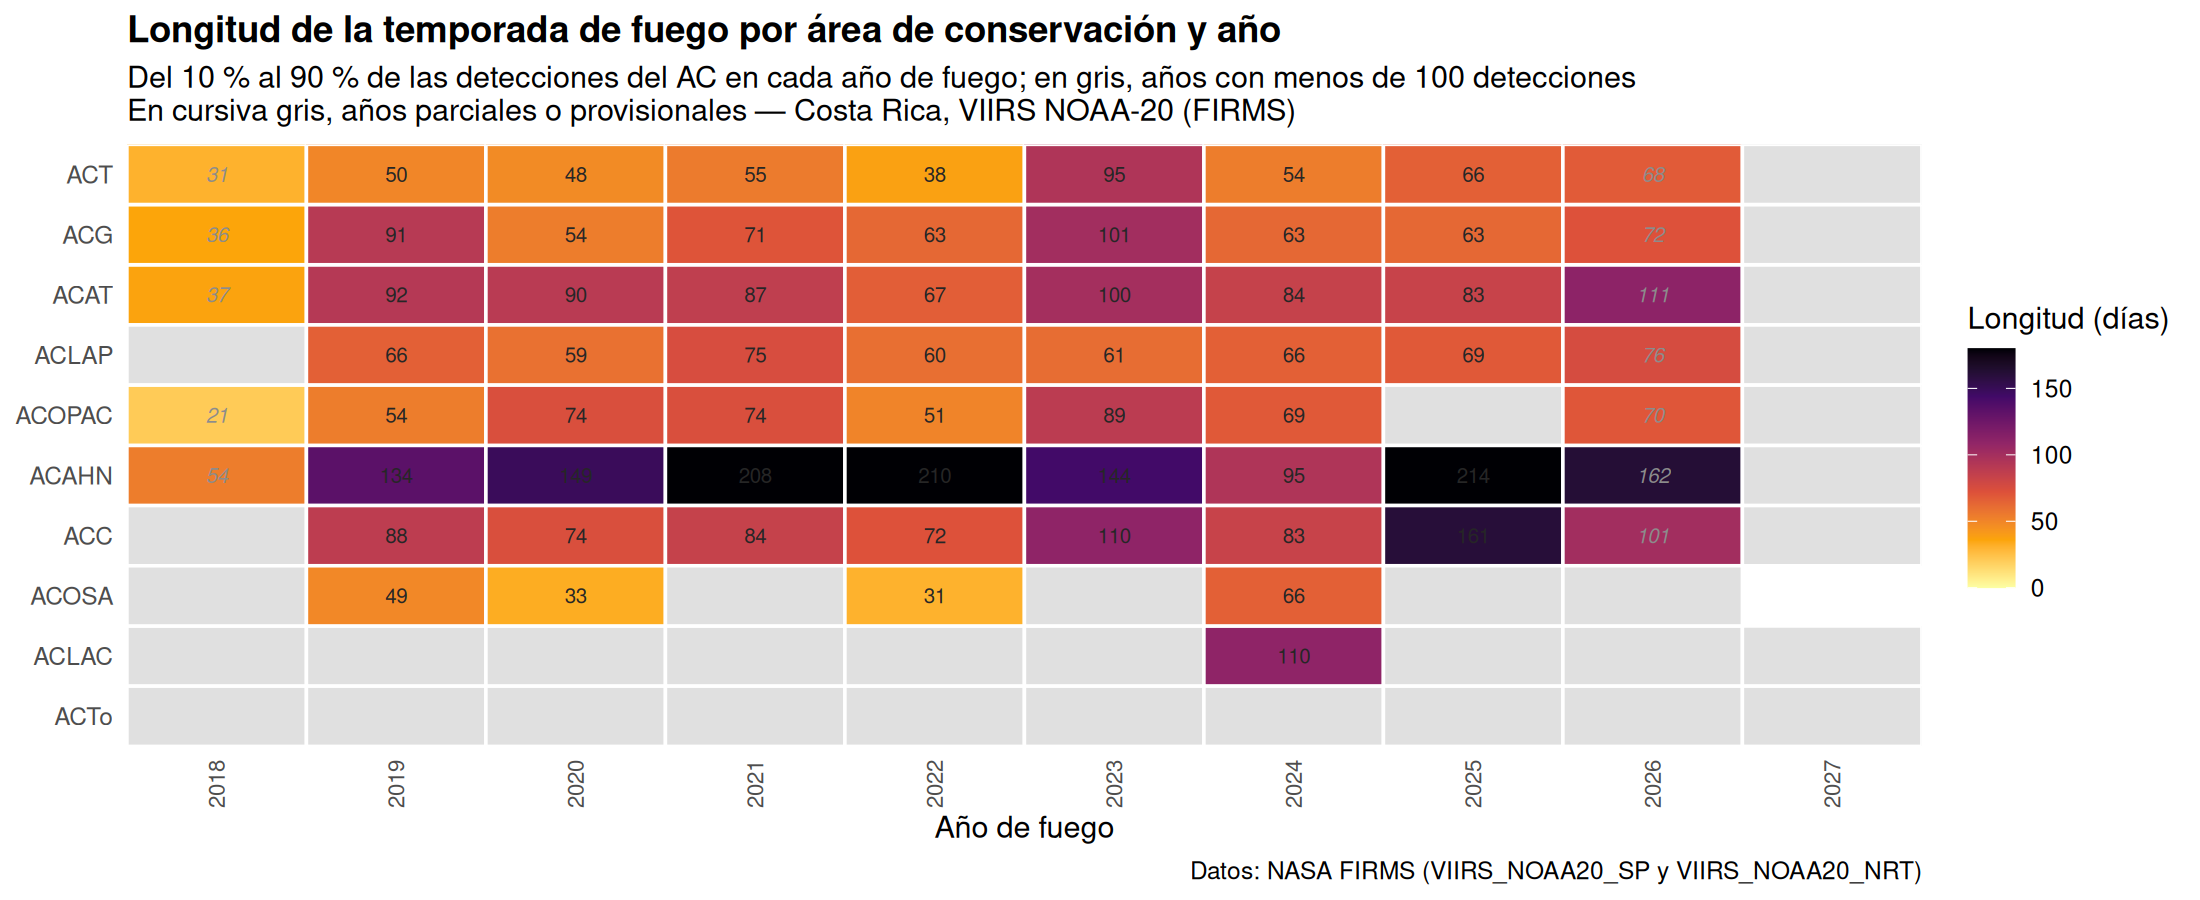 Longitud de la temporada de fuego por área de conservación y año
Del 10 % al 90 % de las detecciones del AC en cada año de fuego; en gris, años con menos de 100 detecciones
En cursiva gris, años parciales o provisionales — Costa Rica, VIIRS NOAA-20 (FIRMS)
ACT 31 50 48 55 38 95 54 66 68
ACG 36 91 54 71 63 101 63 63 72
ACAT 37 92 90 87 67 100 84 83 111
ACLAP 66 59 75 60 61 66 69 76
ACOPAC 21 54 74 74 51 89 69 70
ACAHN 54 134 208 210 144 95 214 162
ACC 88 74 84 72 110 83 161 101
ACOSA 49 33 31 66
ACLAC 110
ACTo
2018 2019 2020 2021 2022 2023 2024 2025 2026 2027
Año de fuego
Longitud (días)
150
100
50
0
Datos: NASA FIRMS (VIIRS_NOAA20_SP y VIIRS_NOAA20_NRT)